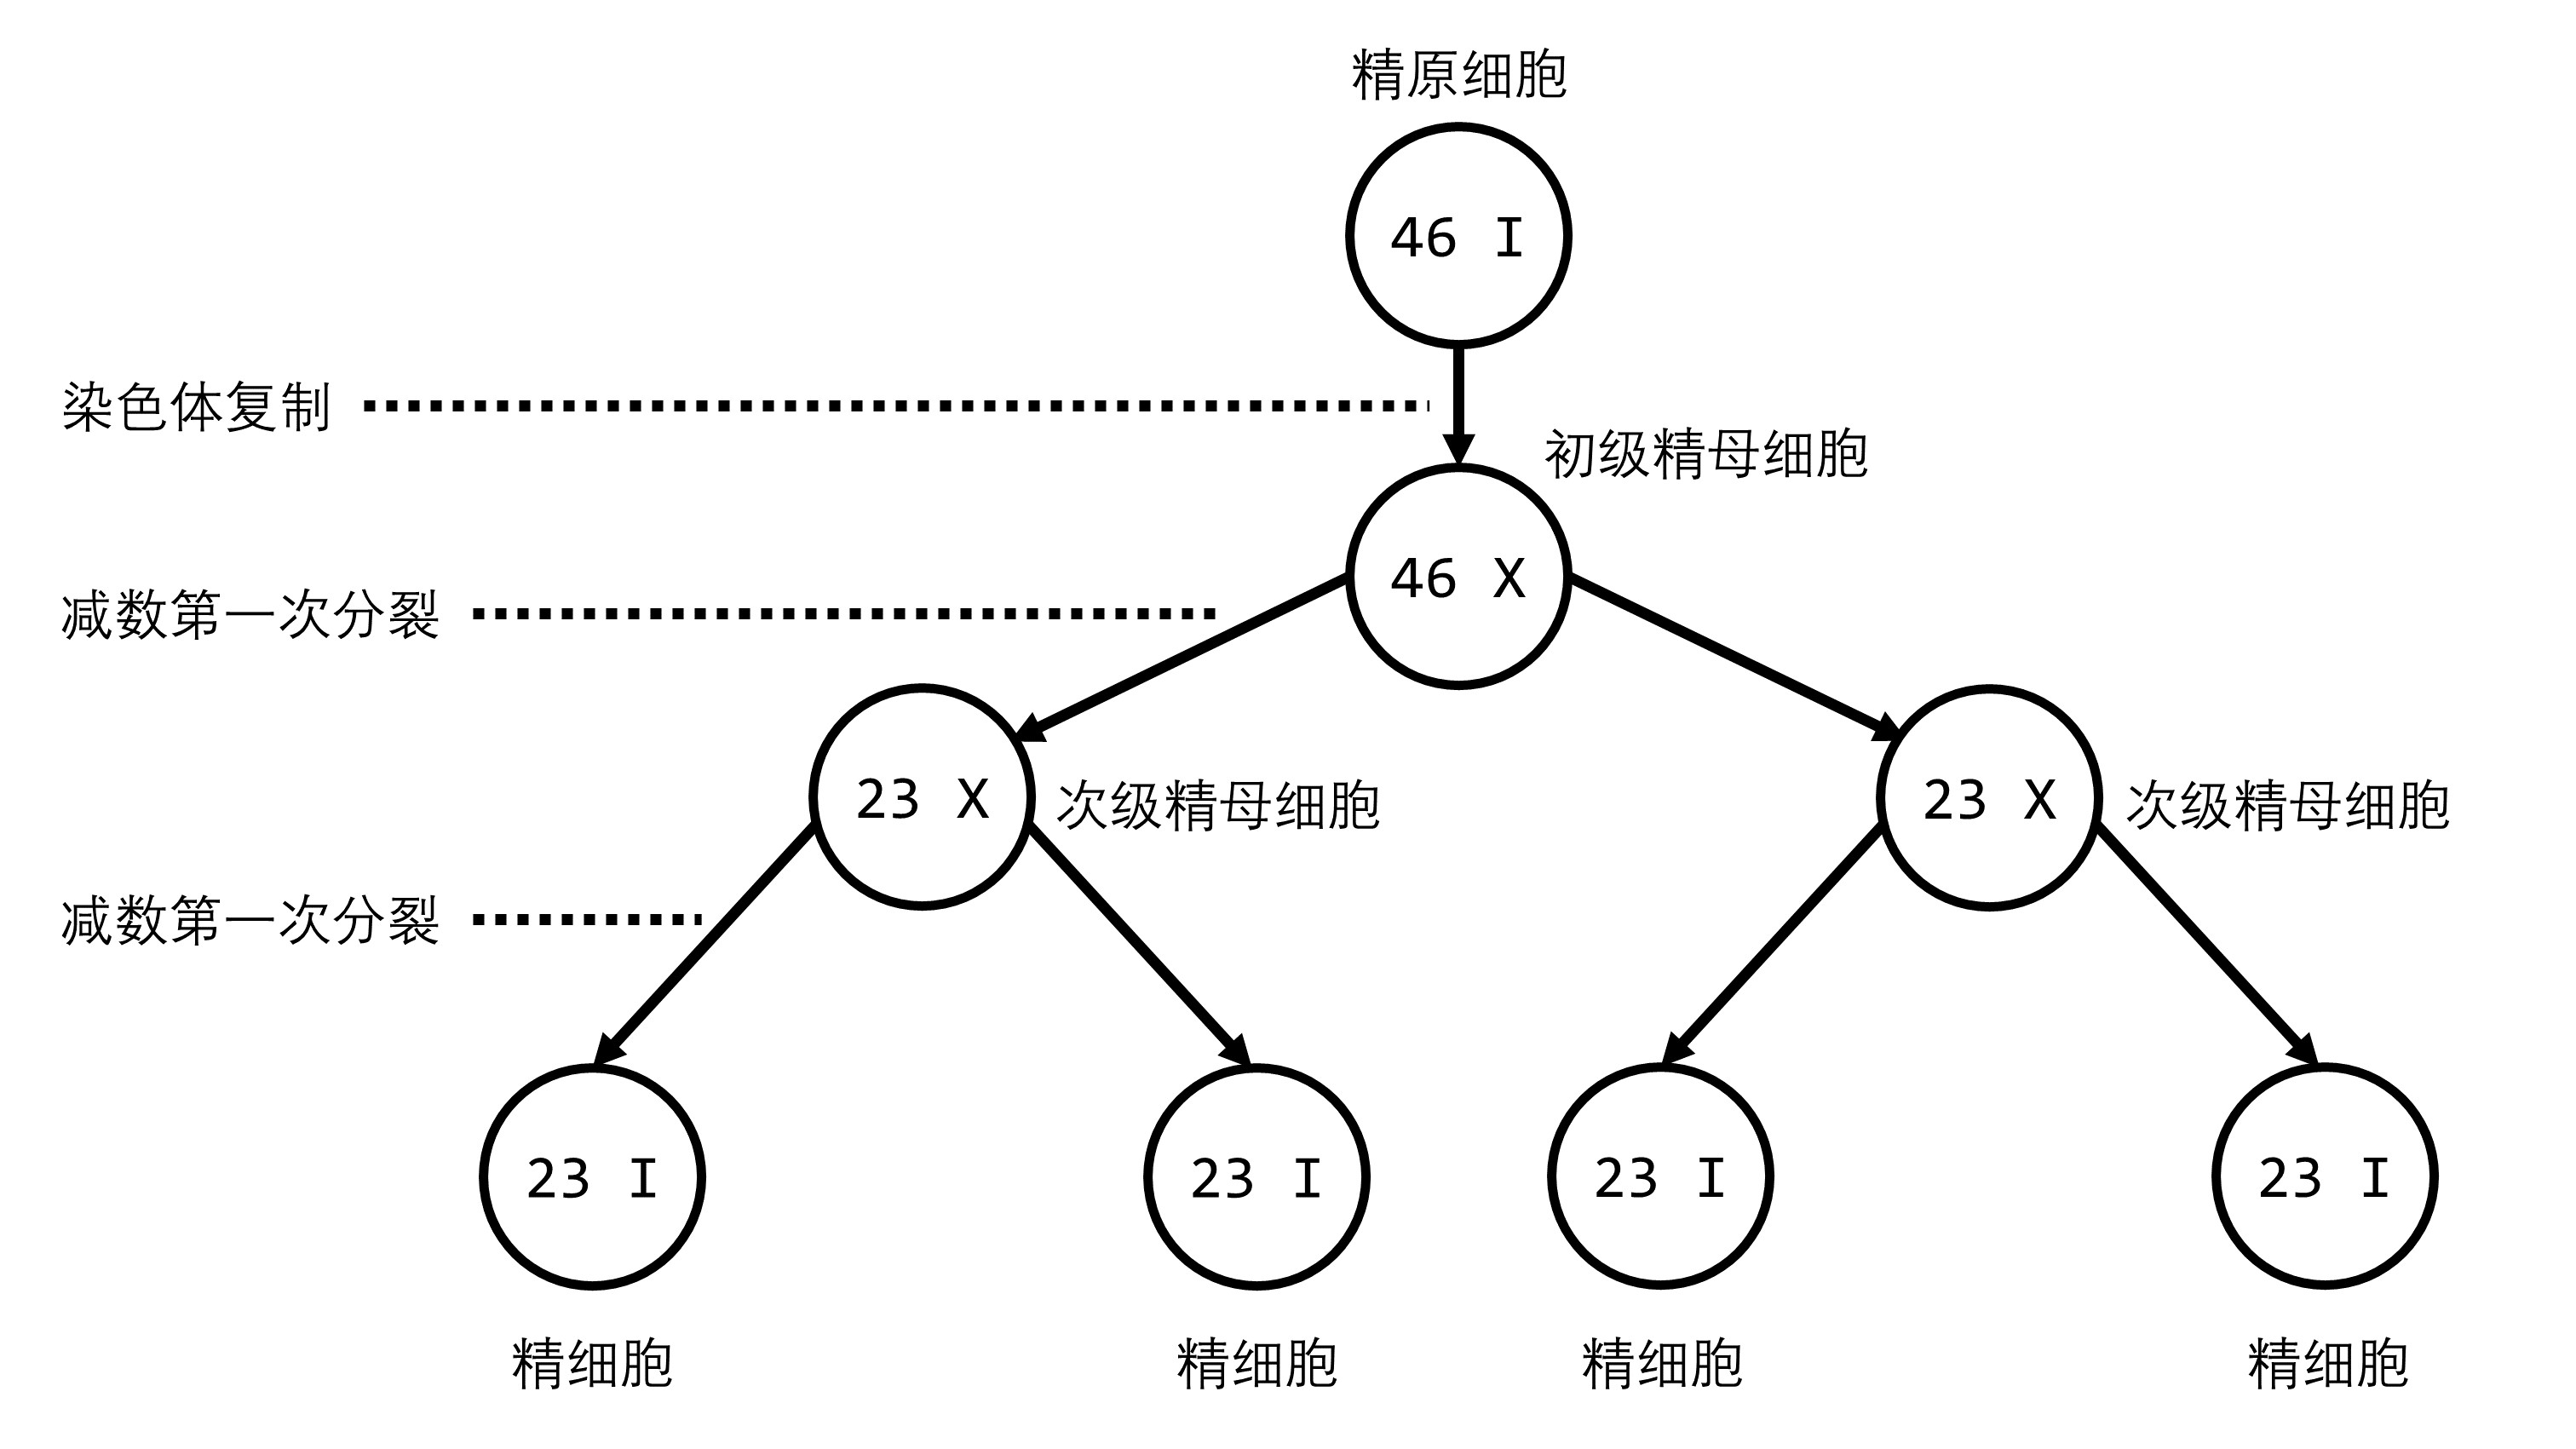 精原细胞
46 I
染色体复制
初级精母细胞
46 X
减数第一次分裂
23 X
次级精母细胞
23 X
次级精母细胞
减数第一次分裂
23 I
23 I
23 I
23 I
精细胞
精细胞
精细胞
精细胞